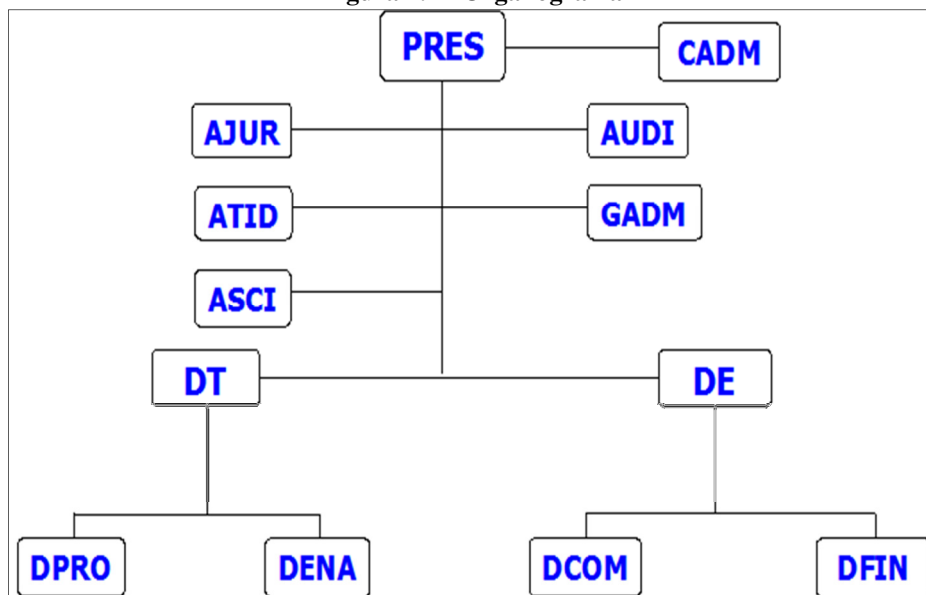 PRES
CADM
AJUR
AUDI
ATID
GADM
ASCI
DT
DE
DPRO
DENA
DCOM
DFIN